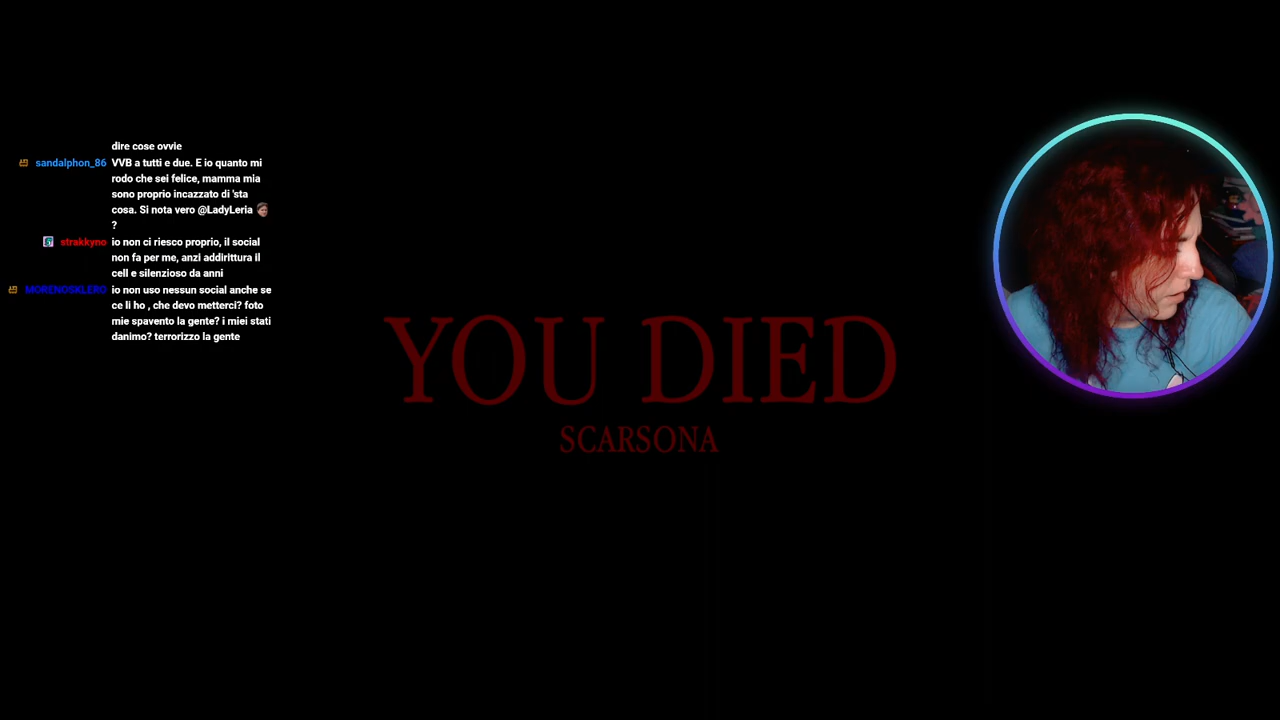 dire cose ovvie
sandalphon_86 VVB a tutti e due. E io quanto mi
rodo che sei felice, mamma mia
sono proprio incazzato di 'sta
cosa. Si nota vero @LadyLeria
?
strakkyno io non ci riesco proprio, il social
non fa per me, anzi addirittura il
cell e silenzioso da anni
MORENOSKLERO io non uso nessun social anche se
ce li ho , che devo metterci? foto
mie spavento la gente? i miei stati
danimo? terrorizzo la gente
YOU DIED
SCARSONA